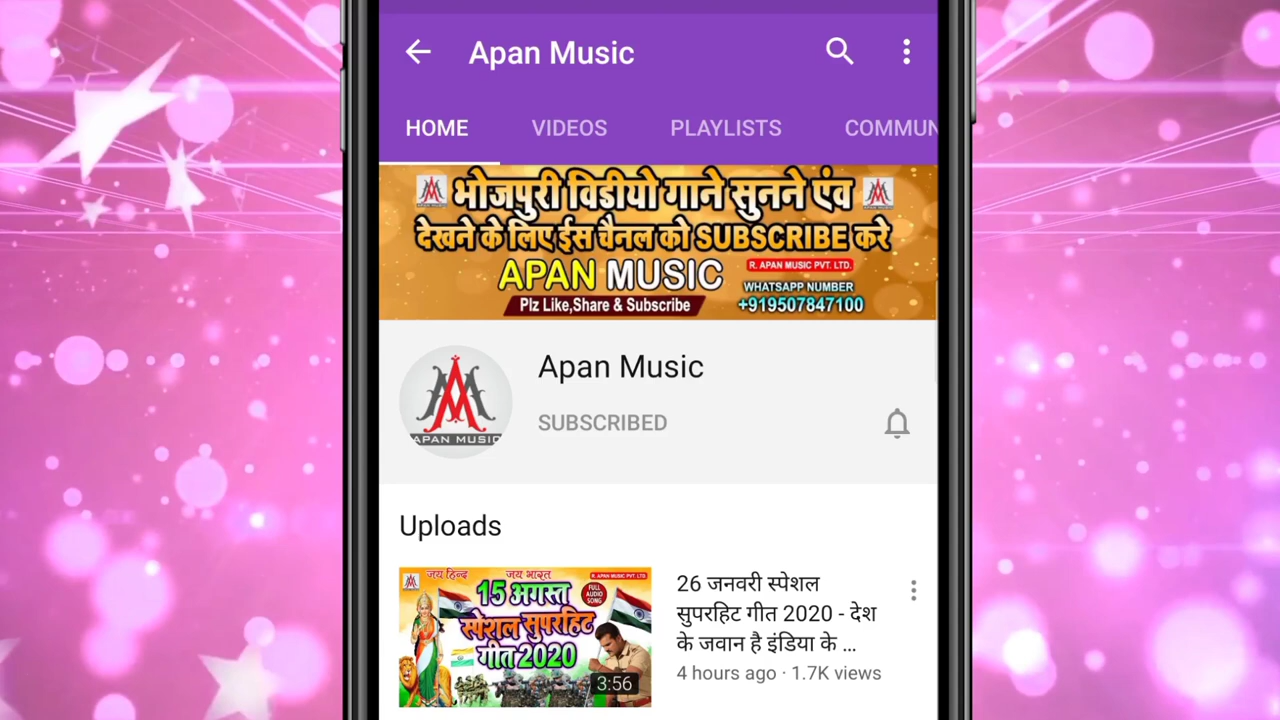 Apan Music
HOME VIDEOS PLAYLISTS COMMUN
भोजपुरी विडीयो गाने सुनने एंव
देखने के लिए ईस चैनल को SUBSCRIBE करे
APAN MUSIC
R. APAN MUSIC PVT. LTD.
WHATSAPP NUMBER
+919507847100
Plz Like,Share & Subscribe
Apan Music
SUBSCRIBED
APAN MUSIC
Uploads
जय हिन्द जय भारत
R. APAN MUSIC PVT. LTD
15 अगस्त
FULL
AUDIO
SONG
स्पेशल सुपरहिट
गीत 2020
3:56
26 जनवरी स्पेशल
सुपरहिट गीत 2020 - देश
के जवान है इंडिया के ...
4 hours ago · 1.7K views